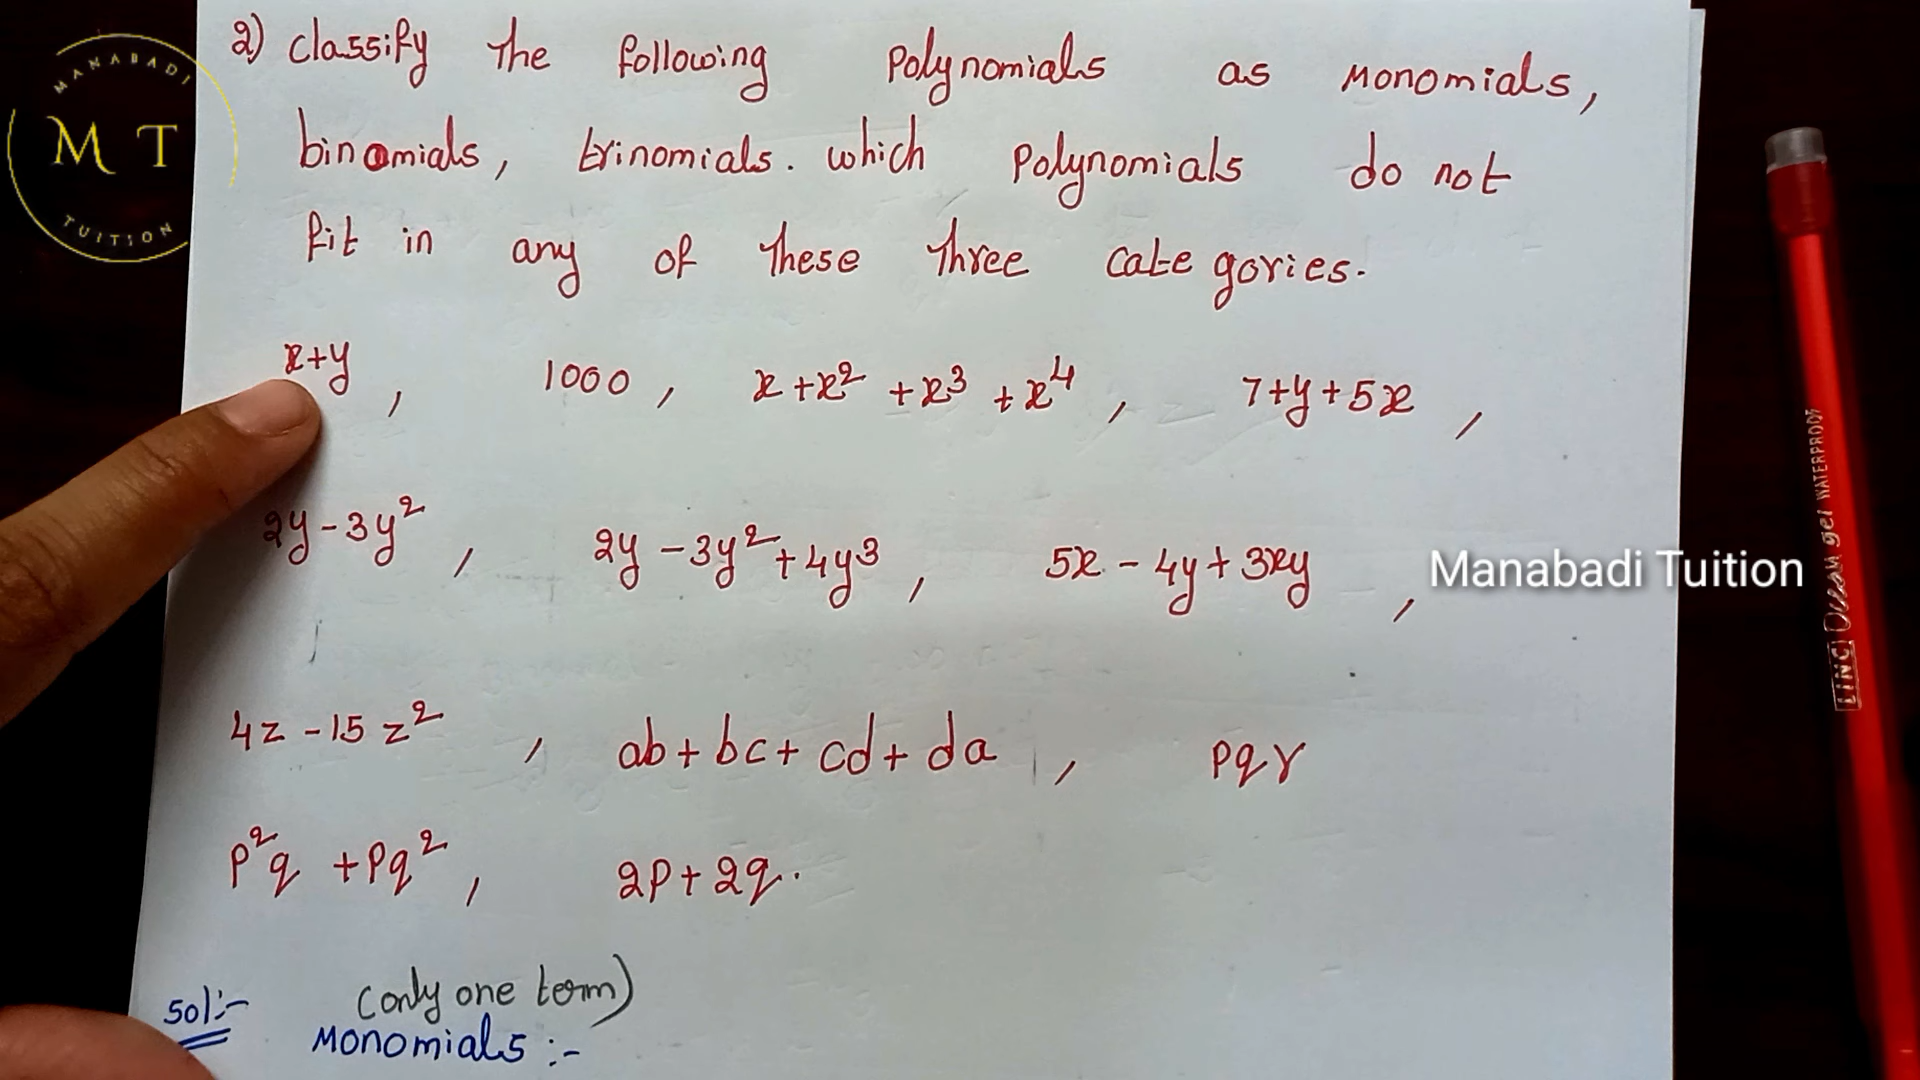 MANABADI
M T
TUITION
2) classify the following polynomials as monomials,
binomials, trinomials. which polynomials do not
fit in any of these three categories.
x+y, 1000, x+x²+x³+x⁴, 7+y+5x,
2y-3y², 2y-3y²+4y³, 5x-4y+3xy,
Manabadi Tuition
4z-15z², ab+bc+cd+da, pqr
p²q+pq², 2p+2q.
sol:- (only one term)
monomials:-
LINC Ocean gel WATERPROOF